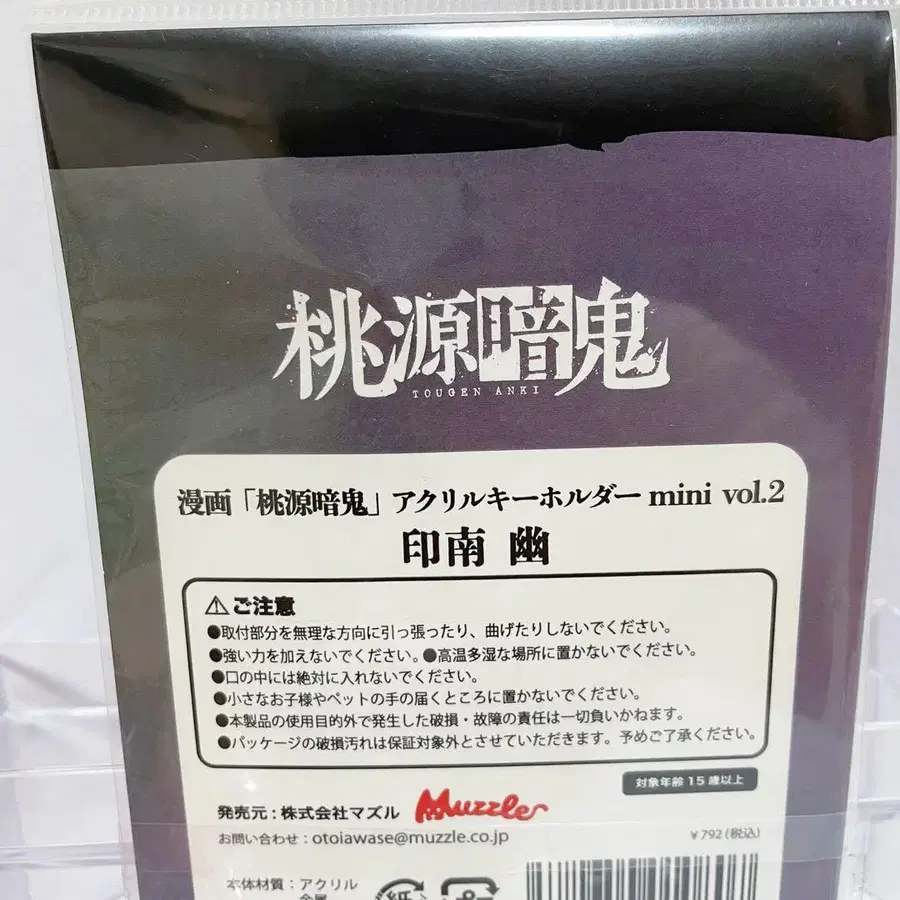 桃源暗鬼
TOUGEN ANKI
漫画「桃源暗鬼」アクリルキーホルダー mini vol.2
印南 幽
⚠ご注意
●取付部分を無理な方向に引っ張ったり、曲げたりしないでください。
●強い力を加えないでください。●高温多湿な場所に置かないでください。
●口の中には絶対に入れないでください。
●小さなお子様やペットの手の届くところに置かないでください。
●本製品の使用目的外で発生した破損・故障の責任は一切負いかねます。
●パッケージの破損汚れは保証対象外とさせていただきます。予めご了承ください。
対象年齢15歳以上
発売元：株式会社マズル Muzzle
お問い合わせ：otoiawase@muzzle.co.jp
￥792(税込)
本体材質：アクリル
金属
紙